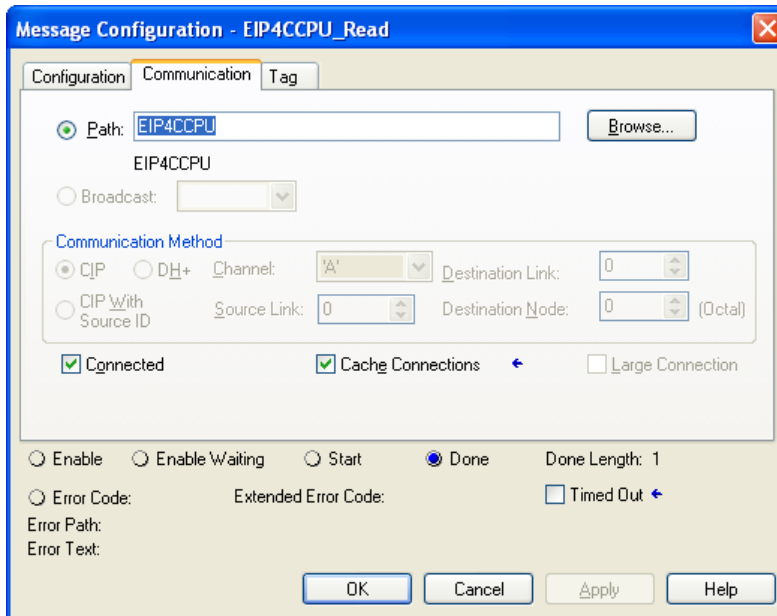 Message Configuration - EIP4CCPU_Read
Configuration Communication Tag
Path: EIP4CCPU Browse...
EIP4CCPU
Broadcast:
Communication Method
CIP DH+ Channel: 'A' Destination Link: 0
CIP With Source ID Source Link: 0 Destination Node: 0 (Octal)
Connected Cache Connections Large Connection
Enable Enable Waiting Start Done Done Length: 1
Error Code: Extended Error Code: Timed Out
Error Path:
Error Text:
OK Cancel Apply Help